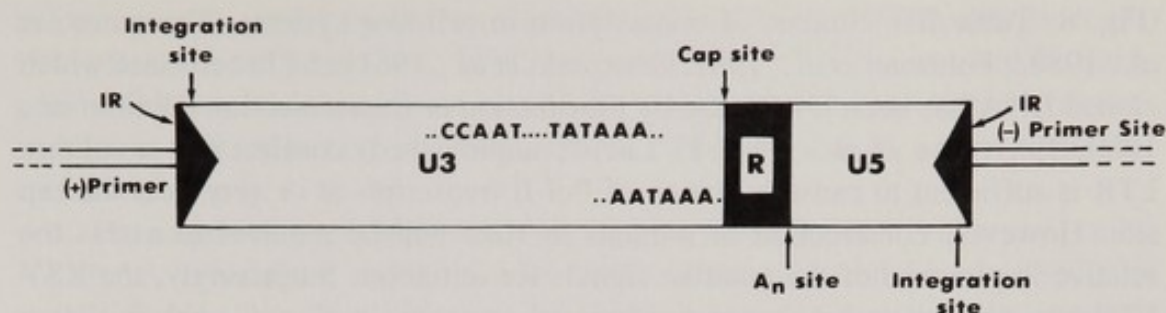 Integration
site
Cap site
IR
IR
(–) Primer Site
..CCAAT....TATAAA..
U3
R
U5
(+)Primer
..AATAAA.
An site
Integration
site